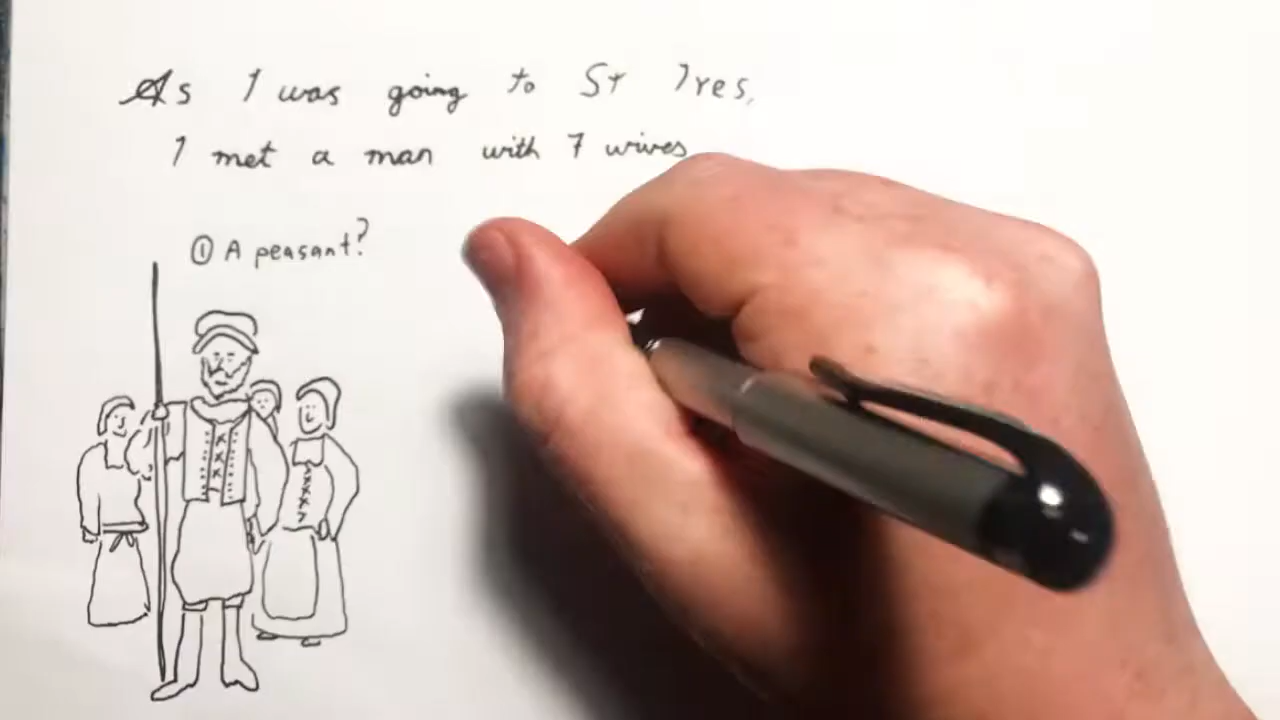 As I was going to St Ives,
I met a man with 7 wives
① A peasant?